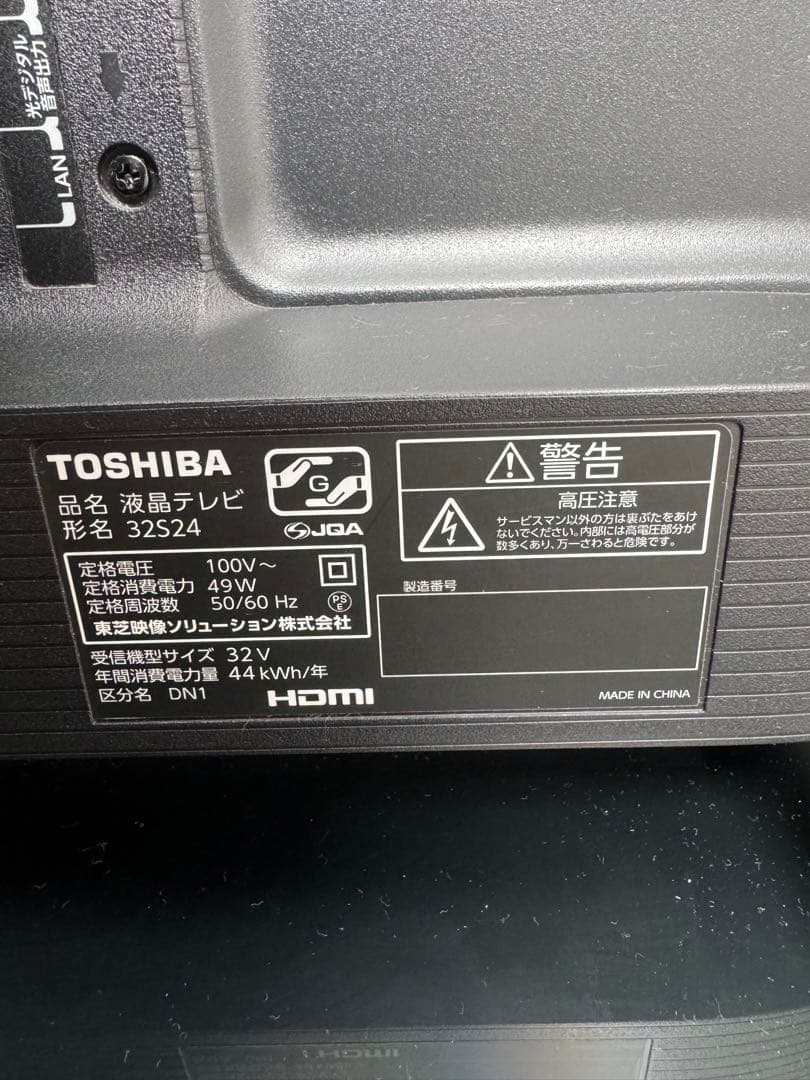 光デジタル
音声出力
LAN
TOSHIBA
品名 液晶テレビ
形名 32S24
G
JQA
定格電圧 100V～
定格消費電力 49W
定格周波数 50/60 Hz
PS
E
東芝映像ソリューション株式会社
受信機型サイズ 32V
年間消費電力量 44kWh/年
区分名 DN1
HDMI
警告
高圧注意
サービスマン以外の方は裏ぶたをあけ
ないでください。内部には高電圧部分が
数多くあり、万一さわると危険です。
製造番号
MADE IN CHINA